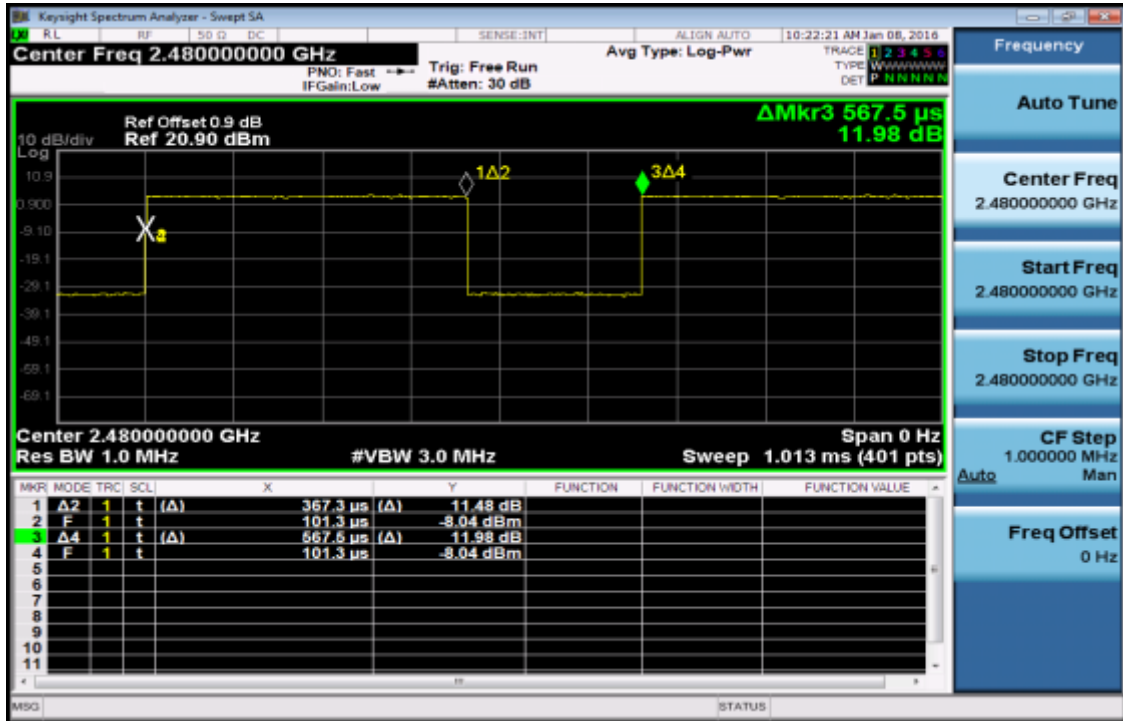 Keysight Spectrum Analyzer - Swept SA
RL RF 50 Ω DC SENSE:INT ALIGN AUTO 10:22:21 AM Jan 08, 2016
Center Freq 2.480000000 GHz
PNO: Fast
IFGain:Low
Trig: Free Run
#Atten: 30 dB
Avg Type: Log-Pwr
TRACE 1 2 3 4 5 6
TYPE WWWWWW
DET P NNNNN
Frequency
Auto Tune
Center Freq
2.480000000 GHz
Start Freq
2.480000000 GHz
Stop Freq
2.480000000 GHz
CF Step
1.000000 MHz
Auto Man
Freq Offset
0 Hz
ΔMkr3 567.5 µs
11.98 dB
Ref Offset 0.9 dB
10 dB/div Ref 20.90 dBm
Log
10.9
0.900
-9.10
-19.1
-29.1
-39.1
-49.1
-59.1
-69.1
1Δ2
3Δ4
X
Center 2.480000000 GHz Span 0 Hz
Res BW 1.0 MHz #VBW 3.0 MHz Sweep 1.013 ms (401 pts)
MKR MODE TRC SCL X Y FUNCTION FUNCTION WIDTH FUNCTION VALUE
1 Δ2 1 t (Δ) 367.3 µs (Δ) 11.48 dB
2 F 1 t 101.3 µs -8.04 dBm
3 Δ4 1 t (Δ) 567.5 µs (Δ) 11.98 dB
4 F 1 t 101.3 µs -8.04 dBm
5
6
7
8
9
10
11
MSG STATUS